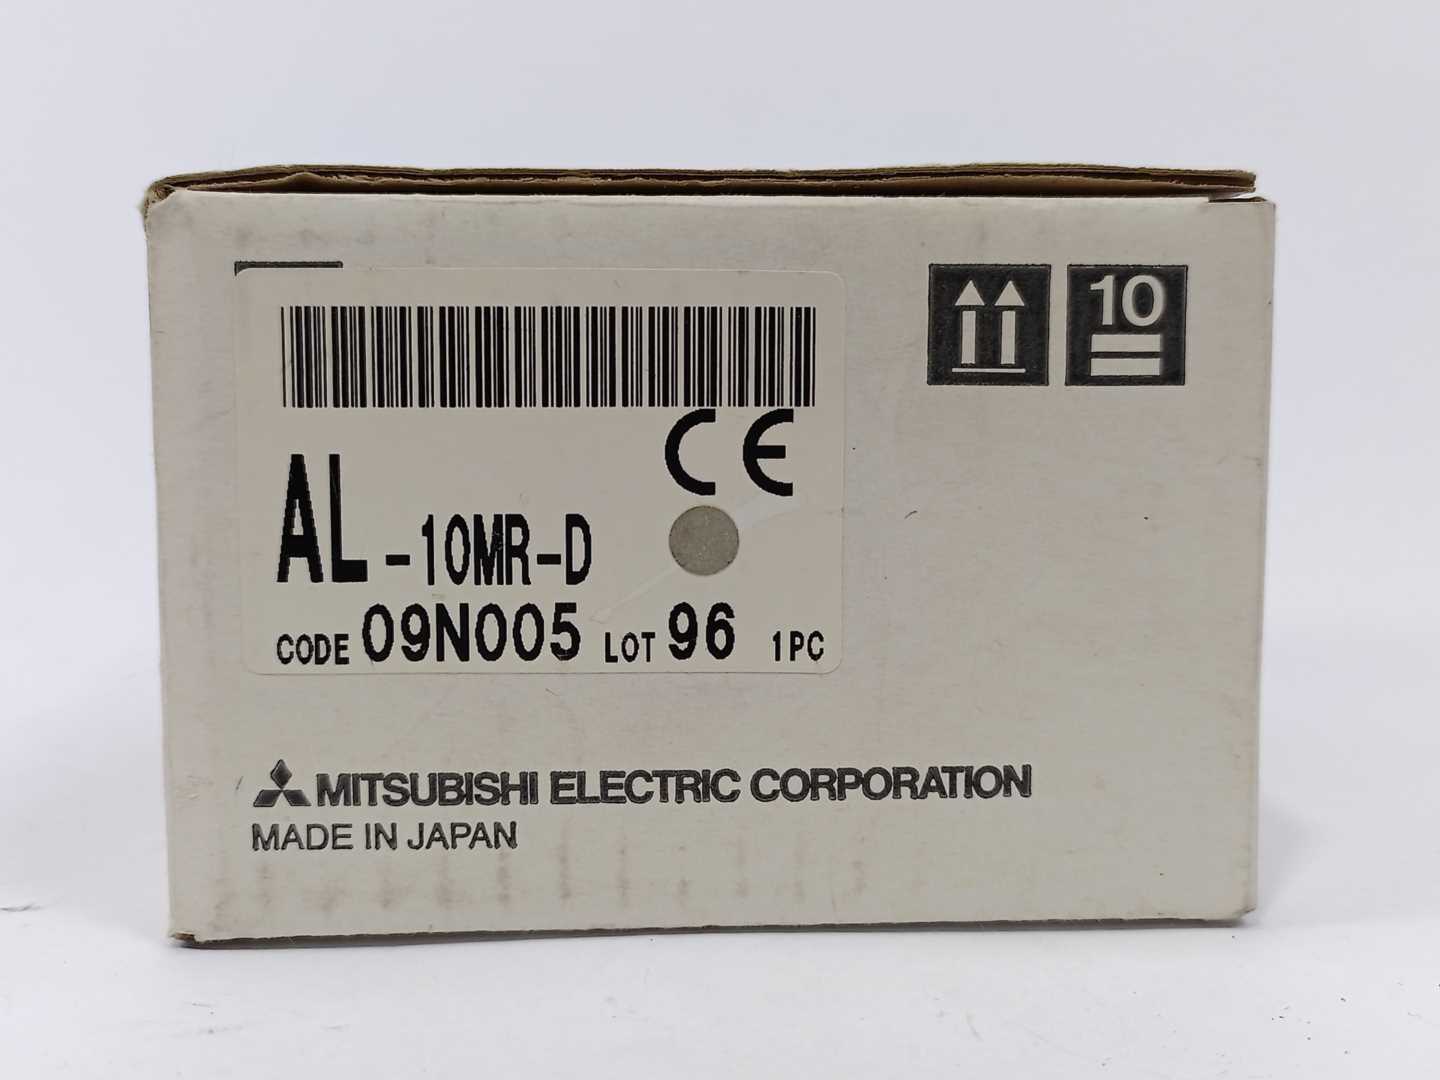 10
CE
AL-10MR-D
CODE 09N005 LOT 96 1PC
MITSUBISHI ELECTRIC CORPORATION
MADE IN JAPAN